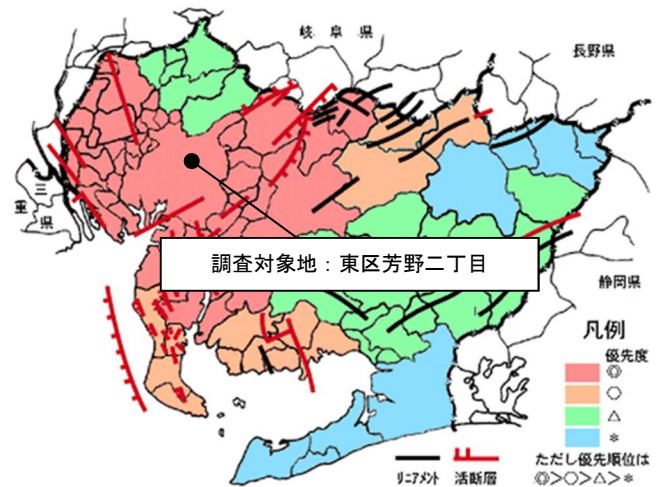 岐阜県
長野県
三重県
調査対象地：東区芳野二丁目
静岡県
凡例
優先度
◎
○
△
*
リニアメント 活断層
ただし優先順位は
◎>○>△>*